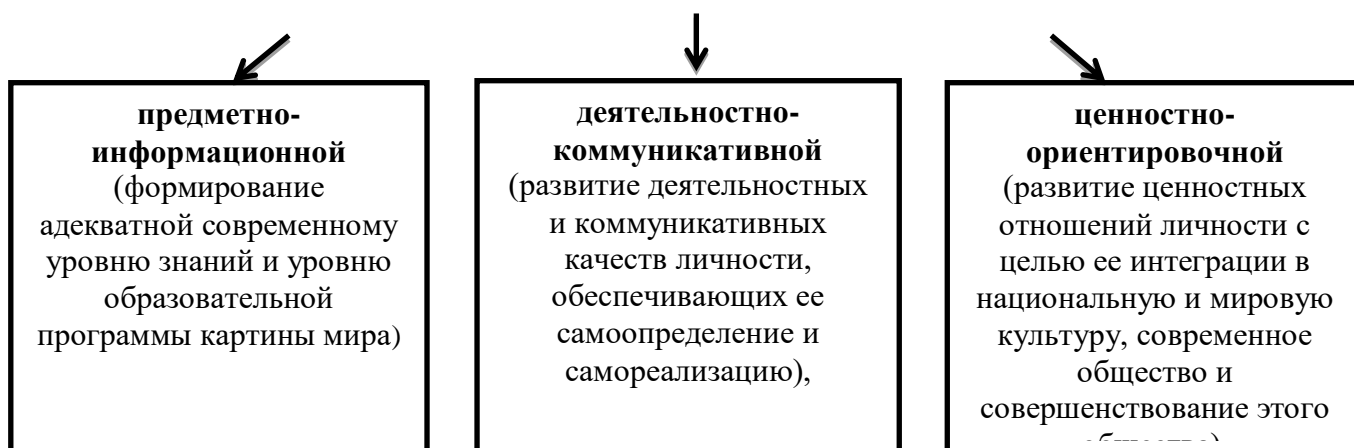 предметно-
информационной
(формирование
адекватной современному
уровню знаний и уровню
образовательной
программы картины мира)
деятельностно-
коммуникативной
(развитие деятельностных
и коммуникативных
качеств личности,
обеспечивающих ее
самоопределение и
самореализацию),
ценностно-
ориентировочной
(развитие ценностных
отношений личности с
целью ее интеграции в
национальную и мировую
культуру, современное
общество и
совершенствование этого